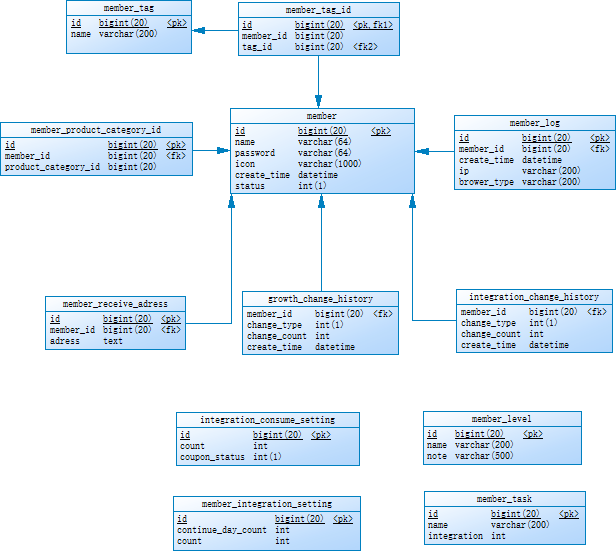 member_tag
id bigint(20) <pk>
name varchar(200)
member_tag_id
id bigint(20) <pk,fk1>
member_id bigint(20)
tag_id bigint(20) <fk2>
member_product_category_id
id bigint(20) <pk>
member_id bigint(20) <fk>
product_category_id bigint(20)
member
id bigint(20) <pk>
name varchar(64)
password varchar(64)
icon varchar(1000)
create_time datetime
status int(1)
member_log
id bigint(20) <pk>
member_id bigint(20) <fk>
create_time datetime
ip varchar(200)
brower_type varchar(200)
member_receive_adress
id bigint(20) <pk>
member_id bigint(20) <fk>
adress text
growth_change_history
member_id bigint(20) <fk>
change_type int(1)
change_count int
create_time datetime
integration_change_history
member_id bigint(20) <fk>
change_type int(1)
change_count int
create_time datetime
integration_consume_setting
id bigint(20) <pk>
count int
coupon_status int(1)
member_level
id bigint(20) <pk>
name varchar(200)
note varchar(500)
member_integration_setting
id bigint(20) <pk>
continue_day_count int
count int
member_task
id bigint(20) <pk>
name varchar(200)
integration int